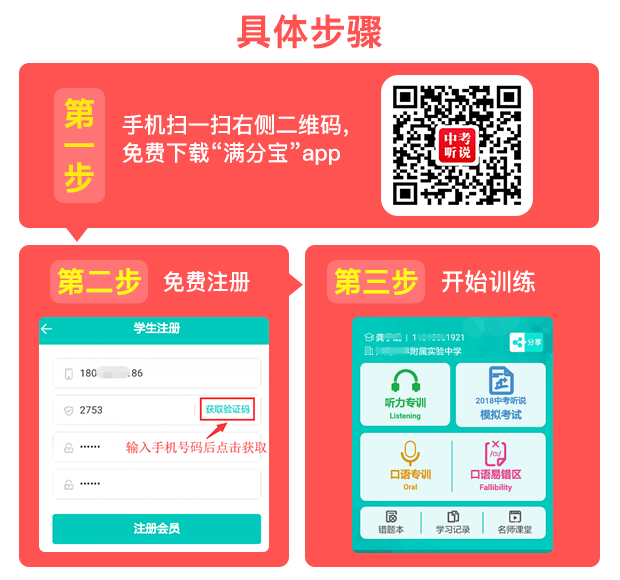 具体步骤
第一步
手机扫一扫右侧二维码,
免费下载“满分宝”app
中考
听说
第二步 免费注册
学生注册
180 86
2753 获取验证码
输入手机号码后点击获取
••••••
••••••
注册会员
第三步 开始训练
1921
附属实验中学
分享
听力专训
Listening
2018中考听说
模拟考试
口语专训
Oral
口语易错区
Fallibility
错题本 学习记录 名师课堂